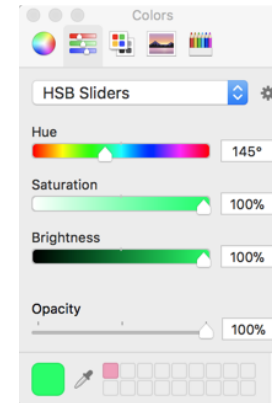 Colors
HSB Sliders
Hue
145°
Saturation
100%
Brightness
100%
Opacity
100%